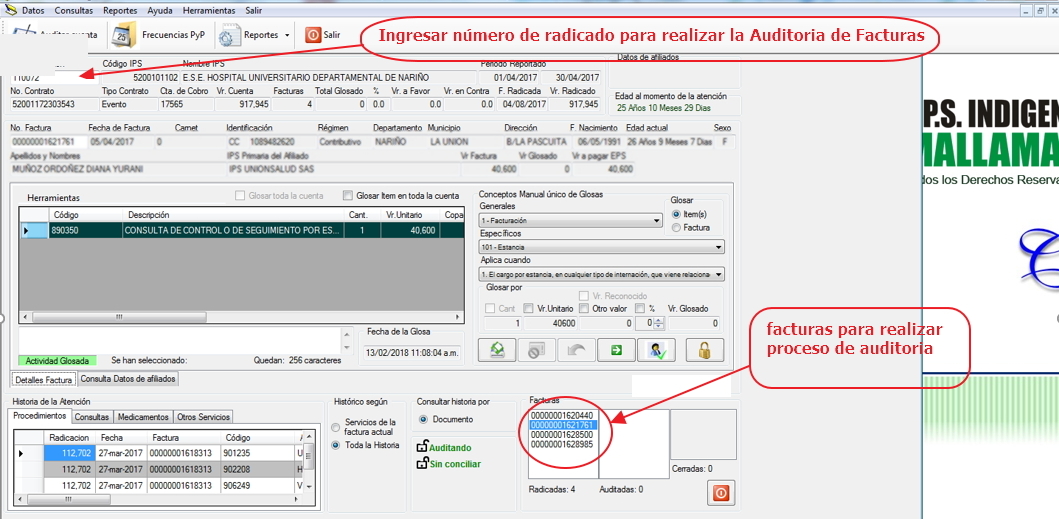 Datos Consultas Reportes Ayuda Herramientas Salir
Frecuencias PyP Reportes Salir
Ingresar número de radicado para realizar la Auditoria de Facturas
Código IPS Nombre IPS Periodo Reportado Datos de afiliados
110072 5200101102 E.S.E. HOSPITAL UNIVERSITARIO DEPARTAMENTAL DE NARIÑO 01/04/2017 30/04/2017
No. Contrato Tipo Contrato Cta. de Cobro Vr. Cuenta Facturas Total Glosado % Vr. a Favor Vr. en Contra F. Radicada Vr. Radicado Edad al momento de la atención
52001172303543 Evento 17565 917,945 4 0 0.0 0.0 0.0 04/08/2017 917,945 25 Años 10 Meses 29 Dias
No. Factura Fecha de Factura Carnet Identificación Régimen Departamento Municipio Dirección F. Nacimiento Edad actual Sexo
00000001621761 05/04/2017 0 CC 1089482620 Contributivo NARIÑO LA UNION B/LA PASCUITA 06/05/1991 26 Años 9 Meses 7 Dias F
Apellidos y Nombres IPS Primaria del Afiliado Vr Factura Vr Glosado Vr a pagar EPS
MUÑOZ ORDOÑEZ DIANA YURANI IPS UNIONSALUD SAS 40,600 0 40,600
P.S. INDIGEN
MALLAMA
dos los Derechos Reserva
Herramientas Glosar toda la cuenta Glosar Item en toda la cuenta
Código Descripción Cant. Vr.Unitario Copa
890350 CONSULTA DE CONTROL O DE SEGUIMIENTO POR ES... 1 40,600
Conceptos Manual único de Glosas
Generales
1 - Facturación
Específicos
101 - Estancia
Aplica cuando
1. El cargo por estancia, en cualquier tipo de internación, que viene relaciona
Glosar
Item(s)
Factura
Glosar por
Vr. Reconocido
Cant Vr.Unitario Otro valor % Vr. Glosado
1 40600 0 0 0
Fecha de la Glosa
13/02/2018 11:08:04 a.m.
Actividad Glosada Se han seleccionado: Quedan: 256 caracteres
Detalles Factura Consulta Datos de afiliados
facturas para realizar
proceso de auditoria
Historia de la Atención
Procedimientos Consultas Medicamentos Otros Servicios
Radicacion Fecha Factura Código
112,702 27-mar-2017 00000001618313 901235 U
112,702 27-mar-2017 00000001618313 902208 H
112,702 27-mar-2017 00000001618313 906249 V
Histórico según
Servicios de la
factura actual
Toda la Historia
Consultar historia por
Documento
Auditando
Sin conciliar
Facturas
00000001620440
00000001621761
00000001628500
00000001628985
Cerradas: 0
Radicadas: 4 Auditadas: 0